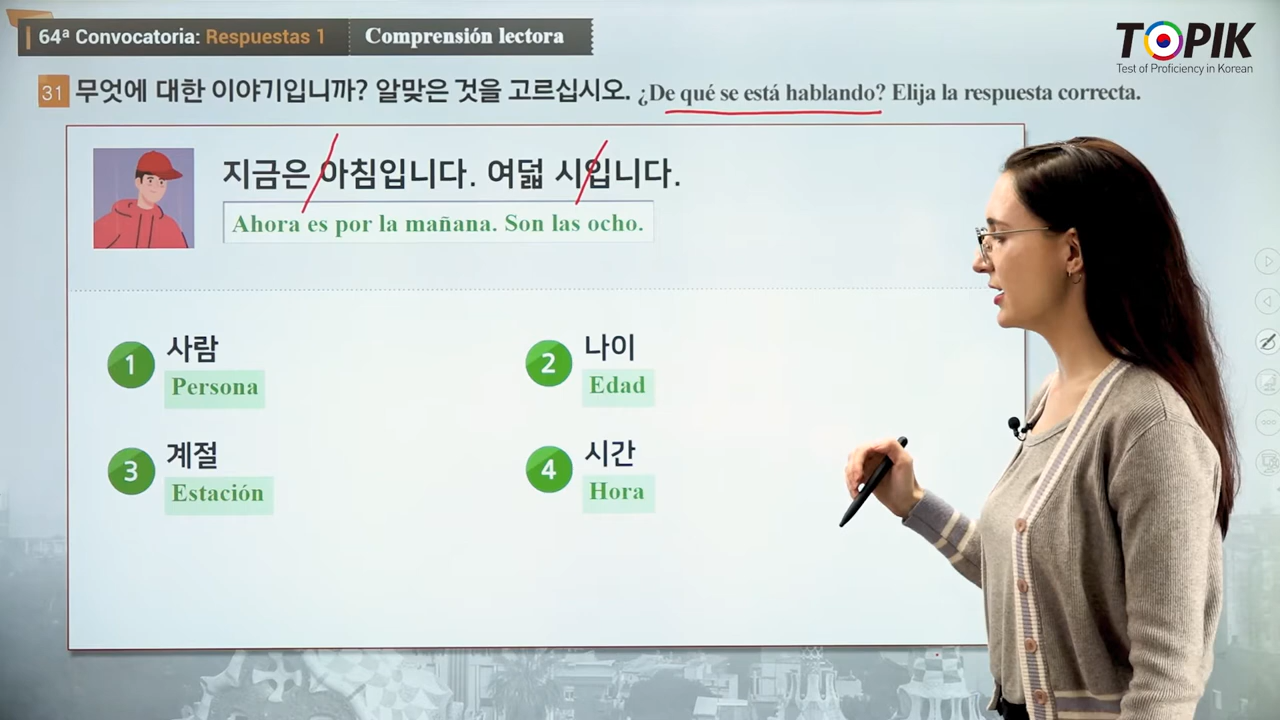 64ª Convocatoria: Respuestas 1 Comprensión lectora
TOPIK
Test of Proficiency in Korean
31 무엇에 대한 이야기입니까? 알맞은 것을 고르십시오. ¿De qué se está hablando? Elija la respuesta correcta.
지금은 아침입니다. 여덟 시입니다.
Ahora es por la mañana. Son las ocho.
1 사람
Persona
2 나이
Edad
3 계절
Estación
4 시간
Hora